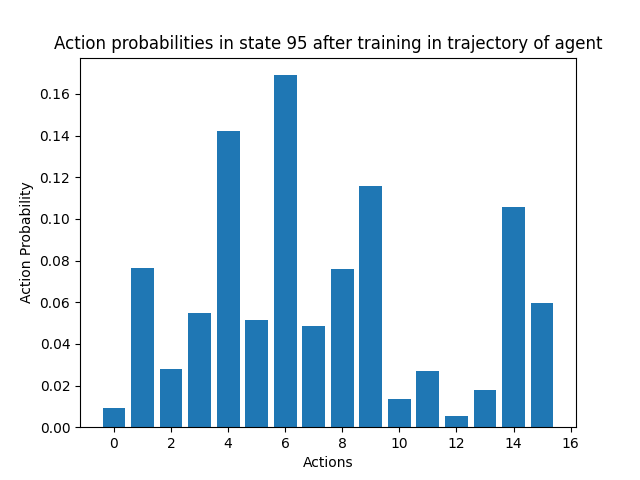 Action probabilities in state 95 after training in trajectory of agent
0.16
0.14
0.12
0.10
0.08
0.06
0.04
0.02
0.00
Action Probability
0 2 4 6 8 10 12 14 16
Actions